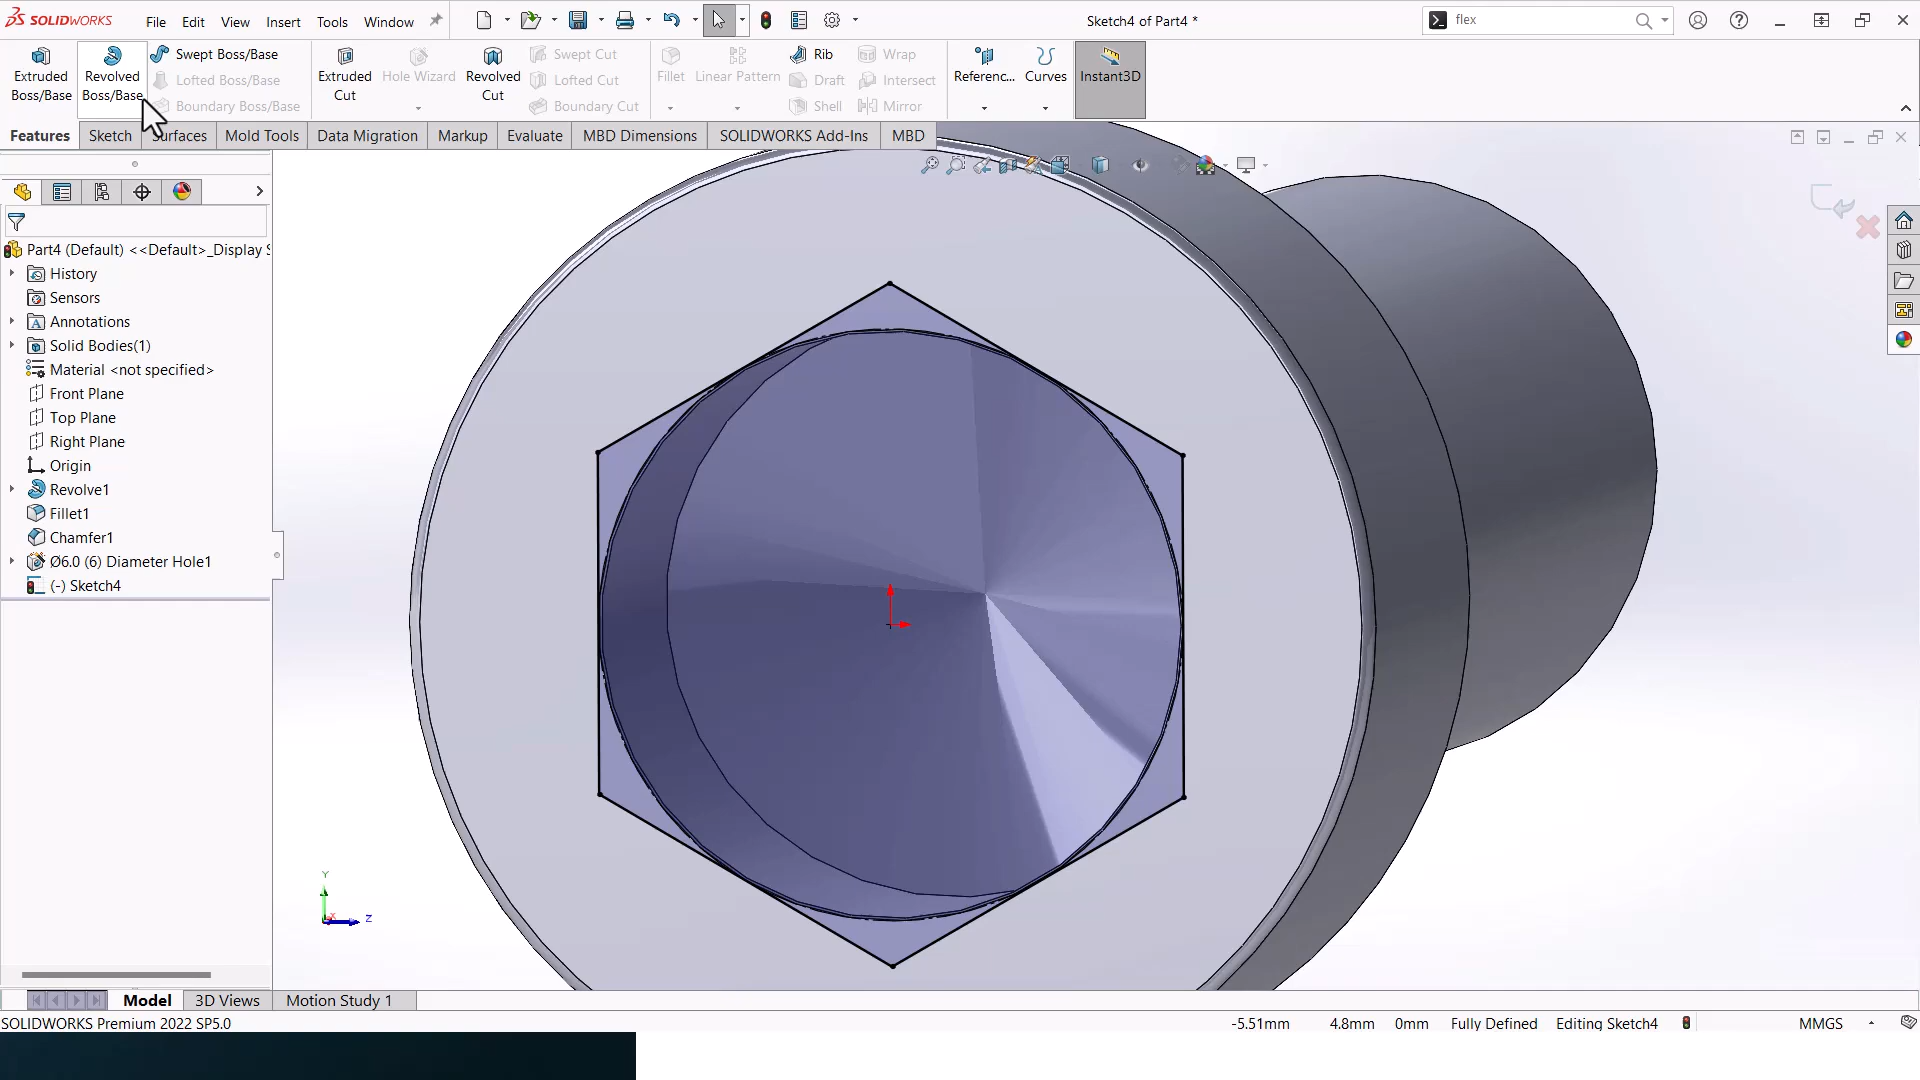 SOLIDWORKS File Edit View Insert Tools Window Sketch4 of Part4 * flex
Extruded Boss/Base Revolved Boss/Base Swept Boss/Base Lofted Boss/Base Boundary Boss/Base Extruded Cut Hole Wizard Revolved Cut Swept Cut Lofted Cut Boundary Cut Fillet Linear Pattern Rib Draft Shell Wrap Intersect Mirror Referenc... Curves Instant3D
Features Sketch Surfaces Mold Tools Data Migration Markup Evaluate MBD Dimensions SOLIDWORKS Add-Ins MBD
Part4 (Default) <<Default>_Display S
History
Sensors
Annotations
Solid Bodies(1)
Material <not specified>
Front Plane
Top Plane
Right Plane
Origin
Revolve1
Fillet1
Chamfer1
Ø6.0 (6) Diameter Hole1
(-) Sketch4
Y
X Z
Model 3D Views Motion Study 1
SOLIDWORKS Premium 2022 SP5.0 -5.51mm 4.8mm 0mm Fully Defined Editing Sketch4 MMGS